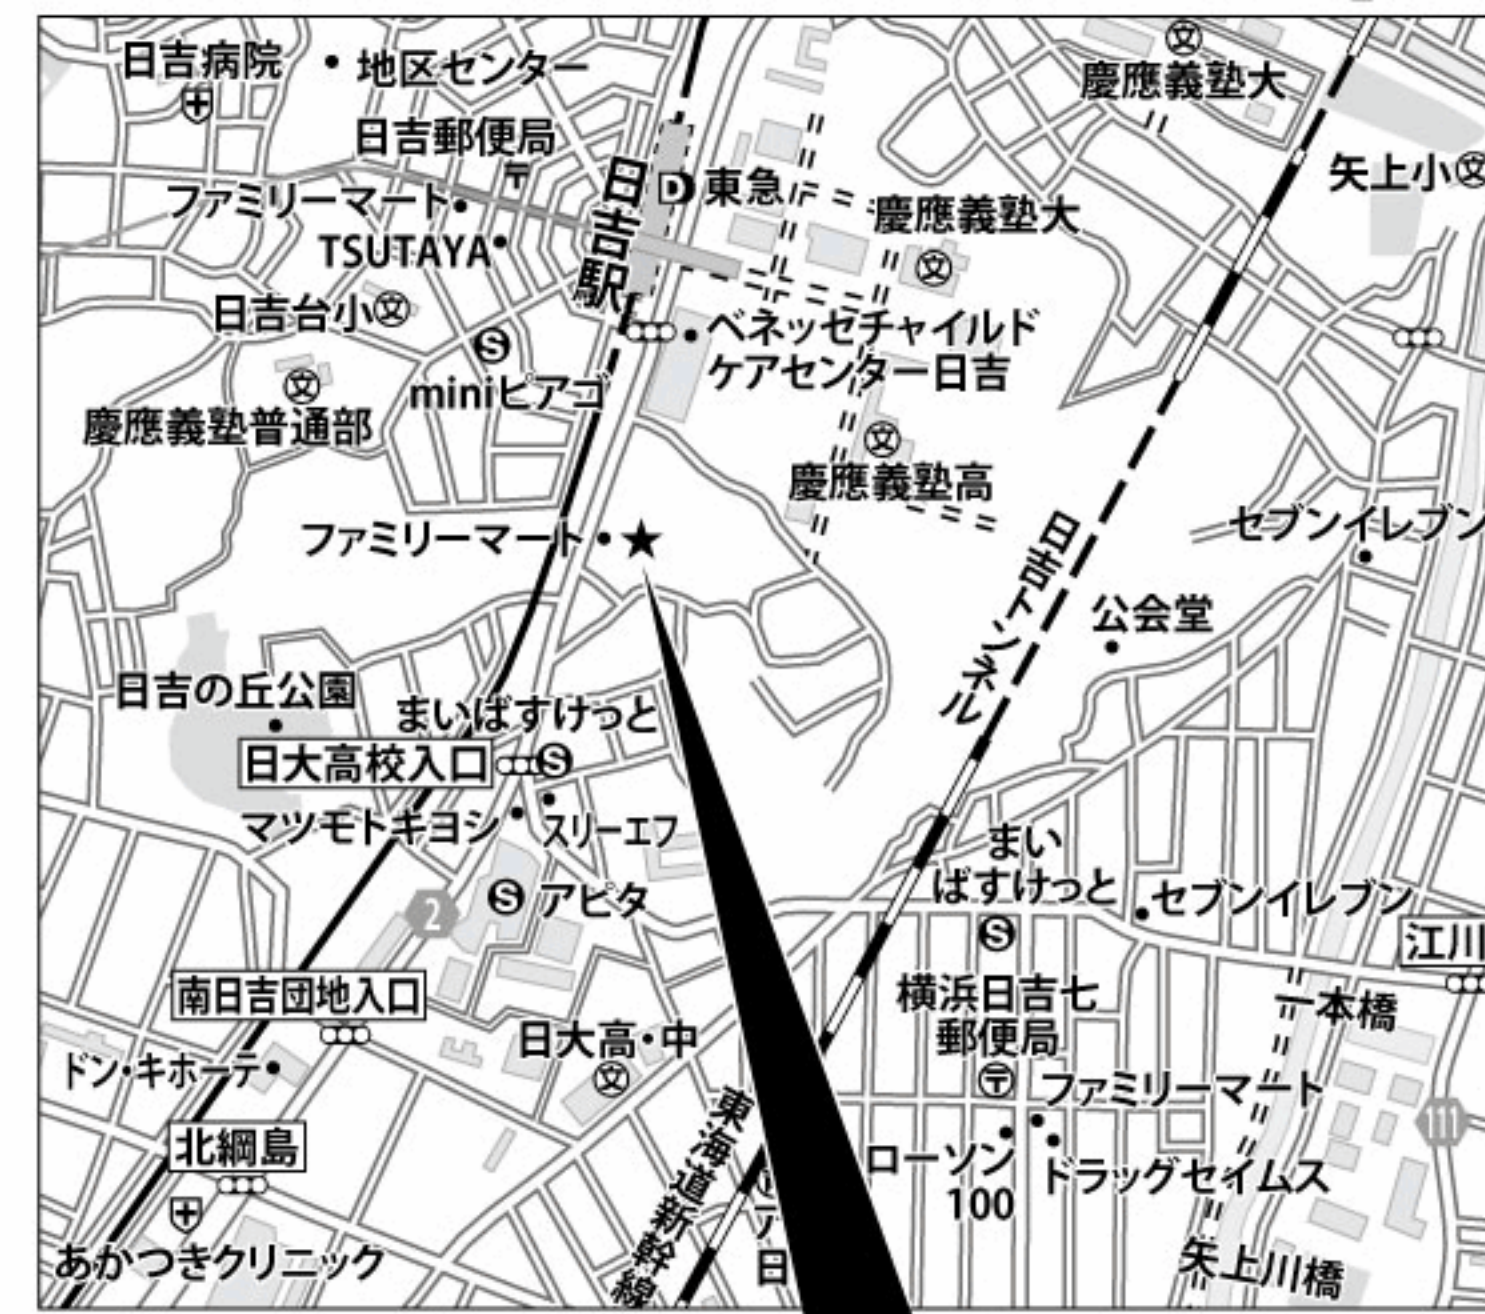 日吉病院
地区センター
慶應義塾大
日吉郵便局
矢上小
文
ファミリーマート
日吉駅
D
東急
慶應義塾大
文
TSUTAYA
日吉台小
文
S
miniピアゴ
ベネッセチャイルド
ケアセンター日吉
文
慶應義塾普通部
文
慶應義塾高
ファミリーマート
★
日吉トンネル
セブンイレブン
公会堂
日吉の丘公園
まいばすけっと
日大高校入口
S
マツモトキヨシ
スリーエフ
まい
ばすけっと
S
セブンイレブン
S
アピタ
2
江川
南日吉団地入口
横浜日吉七
郵便局
〒
一本橋
日大高・中
文
ドン・キホーテ
東海道新幹線
ファミリーマート
111
北綱島
ローソン
100
ドラッグセイムス
あかつきクリニック
矢上川橋
日